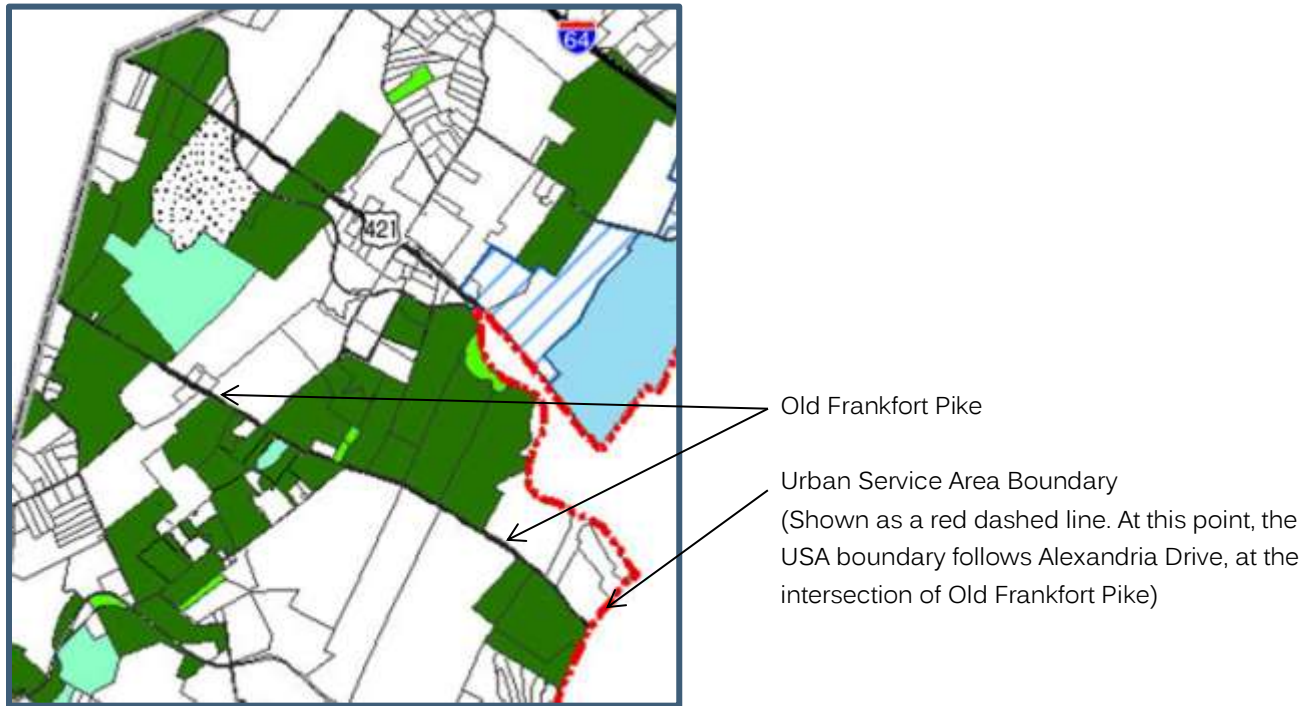 64
421
Old Frankfort Pike
Urban Service Area Boundary
(Shown as a red dashed line. At this point, the
USA boundary follows Alexandria Drive, at the
intersection of Old Frankfort Pike)